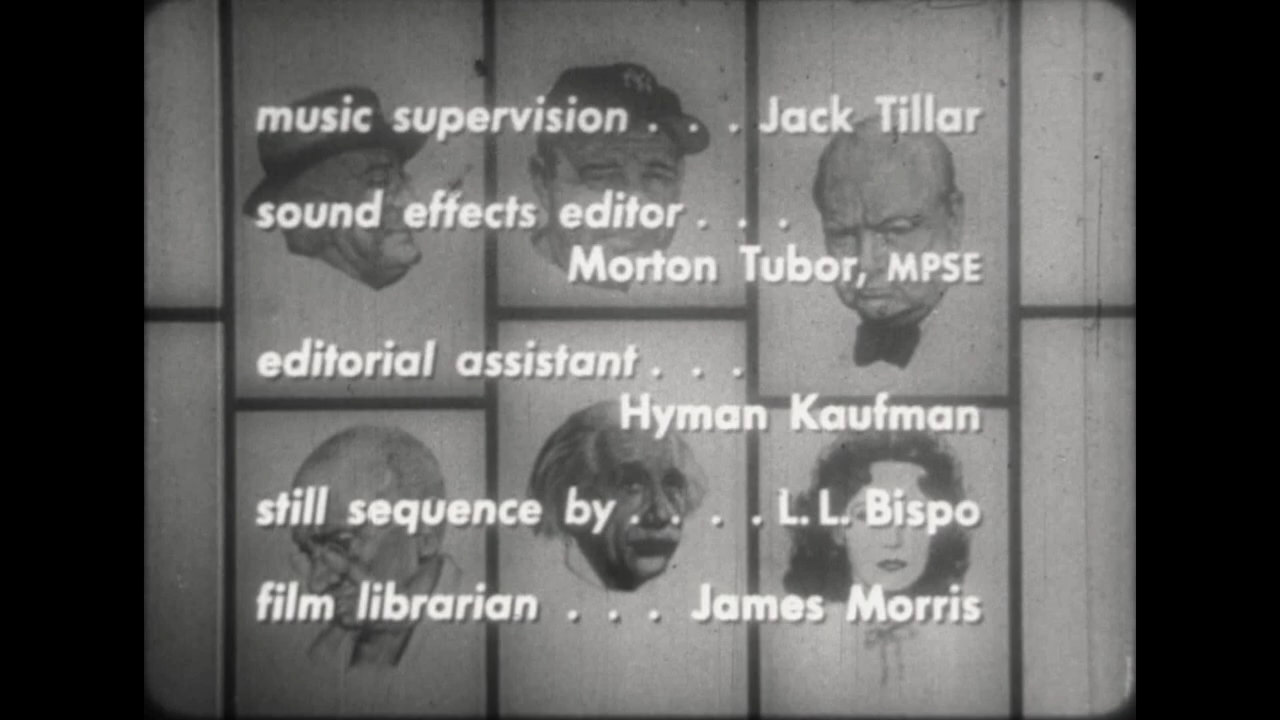 music supervision . . . Jack Tillar
sound effects editor . . .
Morton Tubor, MPSE
editorial assistant . . .
Hyman Kaufman
still sequence by . . . . L. L. Bispo
film librarian . . . James Morris
NY